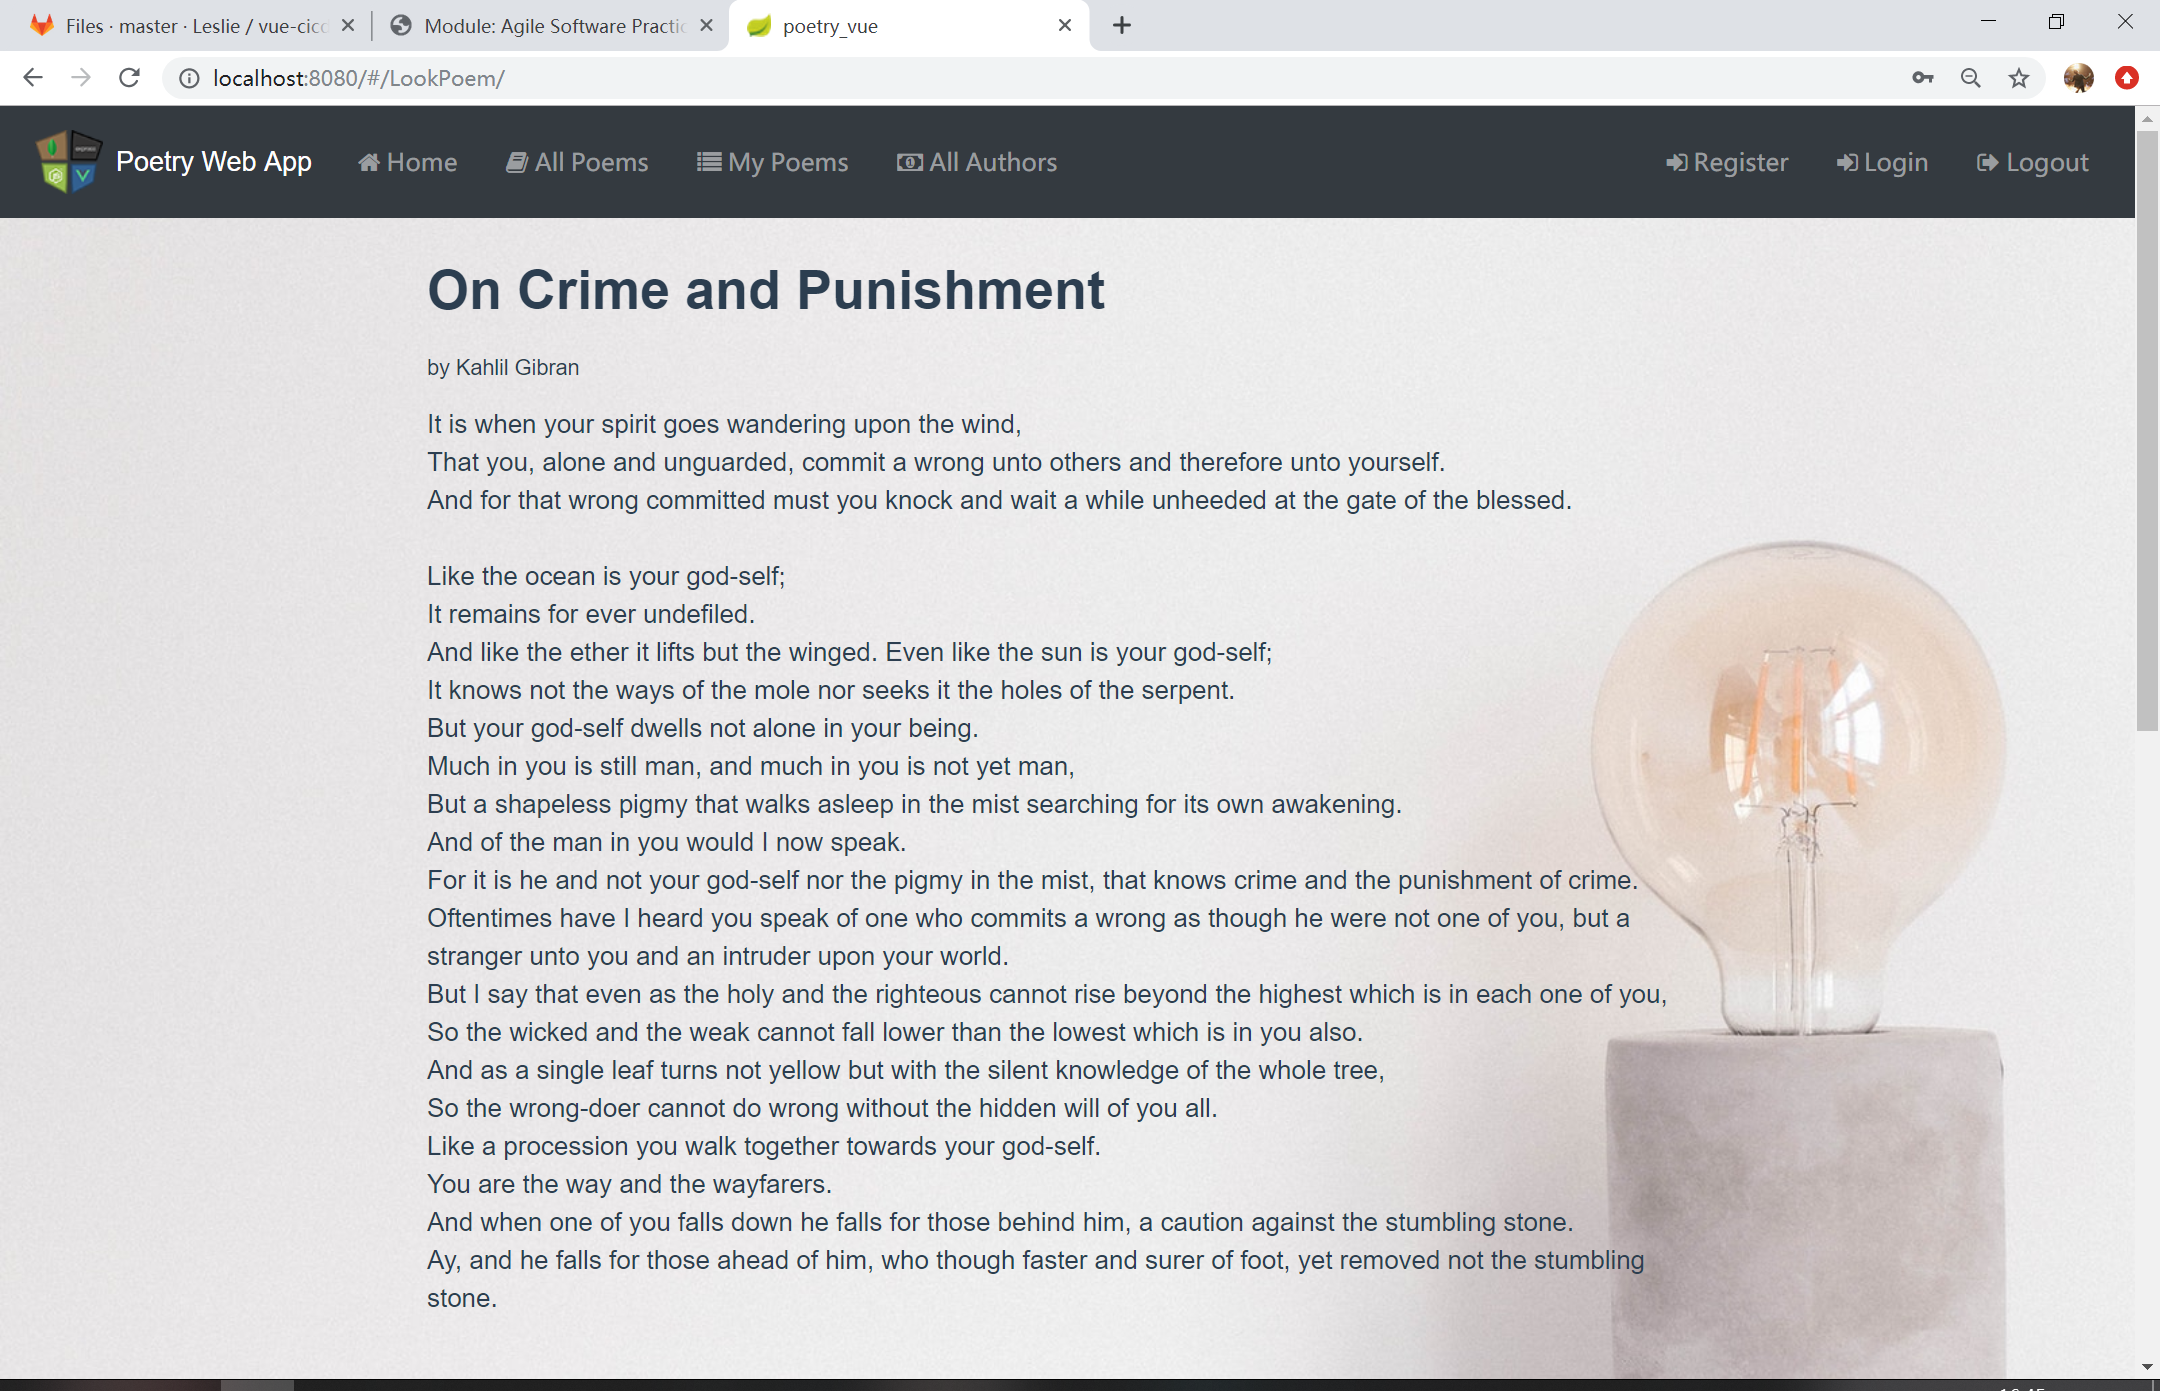 Files · master · Leslie / vue-cicd
Module: Agile Software Practic
poetry_vue
localhost:8080/#/LookPoem/
Poetry Web App
Home
All Poems
My Poems
All Authors
Register
Login
Logout
On Crime and Punishment
by Kahlil Gibran
It is when your spirit goes wandering upon the wind,
That you, alone and unguarded, commit a wrong unto others and therefore unto yourself.
And for that wrong committed must you knock and wait a while unheeded at the gate of the blessed.
Like the ocean is your god-self;
It remains for ever undefiled.
And like the ether it lifts but the winged. Even like the sun is your god-self;
It knows not the ways of the mole nor seeks it the holes of the serpent.
But your god-self dwells not alone in your being.
Much in you is still man, and much in you is not yet man,
But a shapeless pigmy that walks asleep in the mist searching for its own awakening.
And of the man in you would I now speak.
For it is he and not your god-self nor the pigmy in the mist, that knows crime and the punishment of crime.
Oftentimes have I heard you speak of one who commits a wrong as though he were not one of you, but a
stranger unto you and an intruder upon your world.
But I say that even as the holy and the righteous cannot rise beyond the highest which is in each one of you,
So the wicked and the weak cannot fall lower than the lowest which is in you also.
And as a single leaf turns not yellow but with the silent knowledge of the whole tree,
So the wrong-doer cannot do wrong without the hidden will of you all.
Like a procession you walk together towards your god-self.
You are the way and the wayfarers.
And when one of you falls down he falls for those behind him, a caution against the stumbling stone.
Ay, and he falls for those ahead of him, who though faster and surer of foot, yet removed not the stumbling
stone.